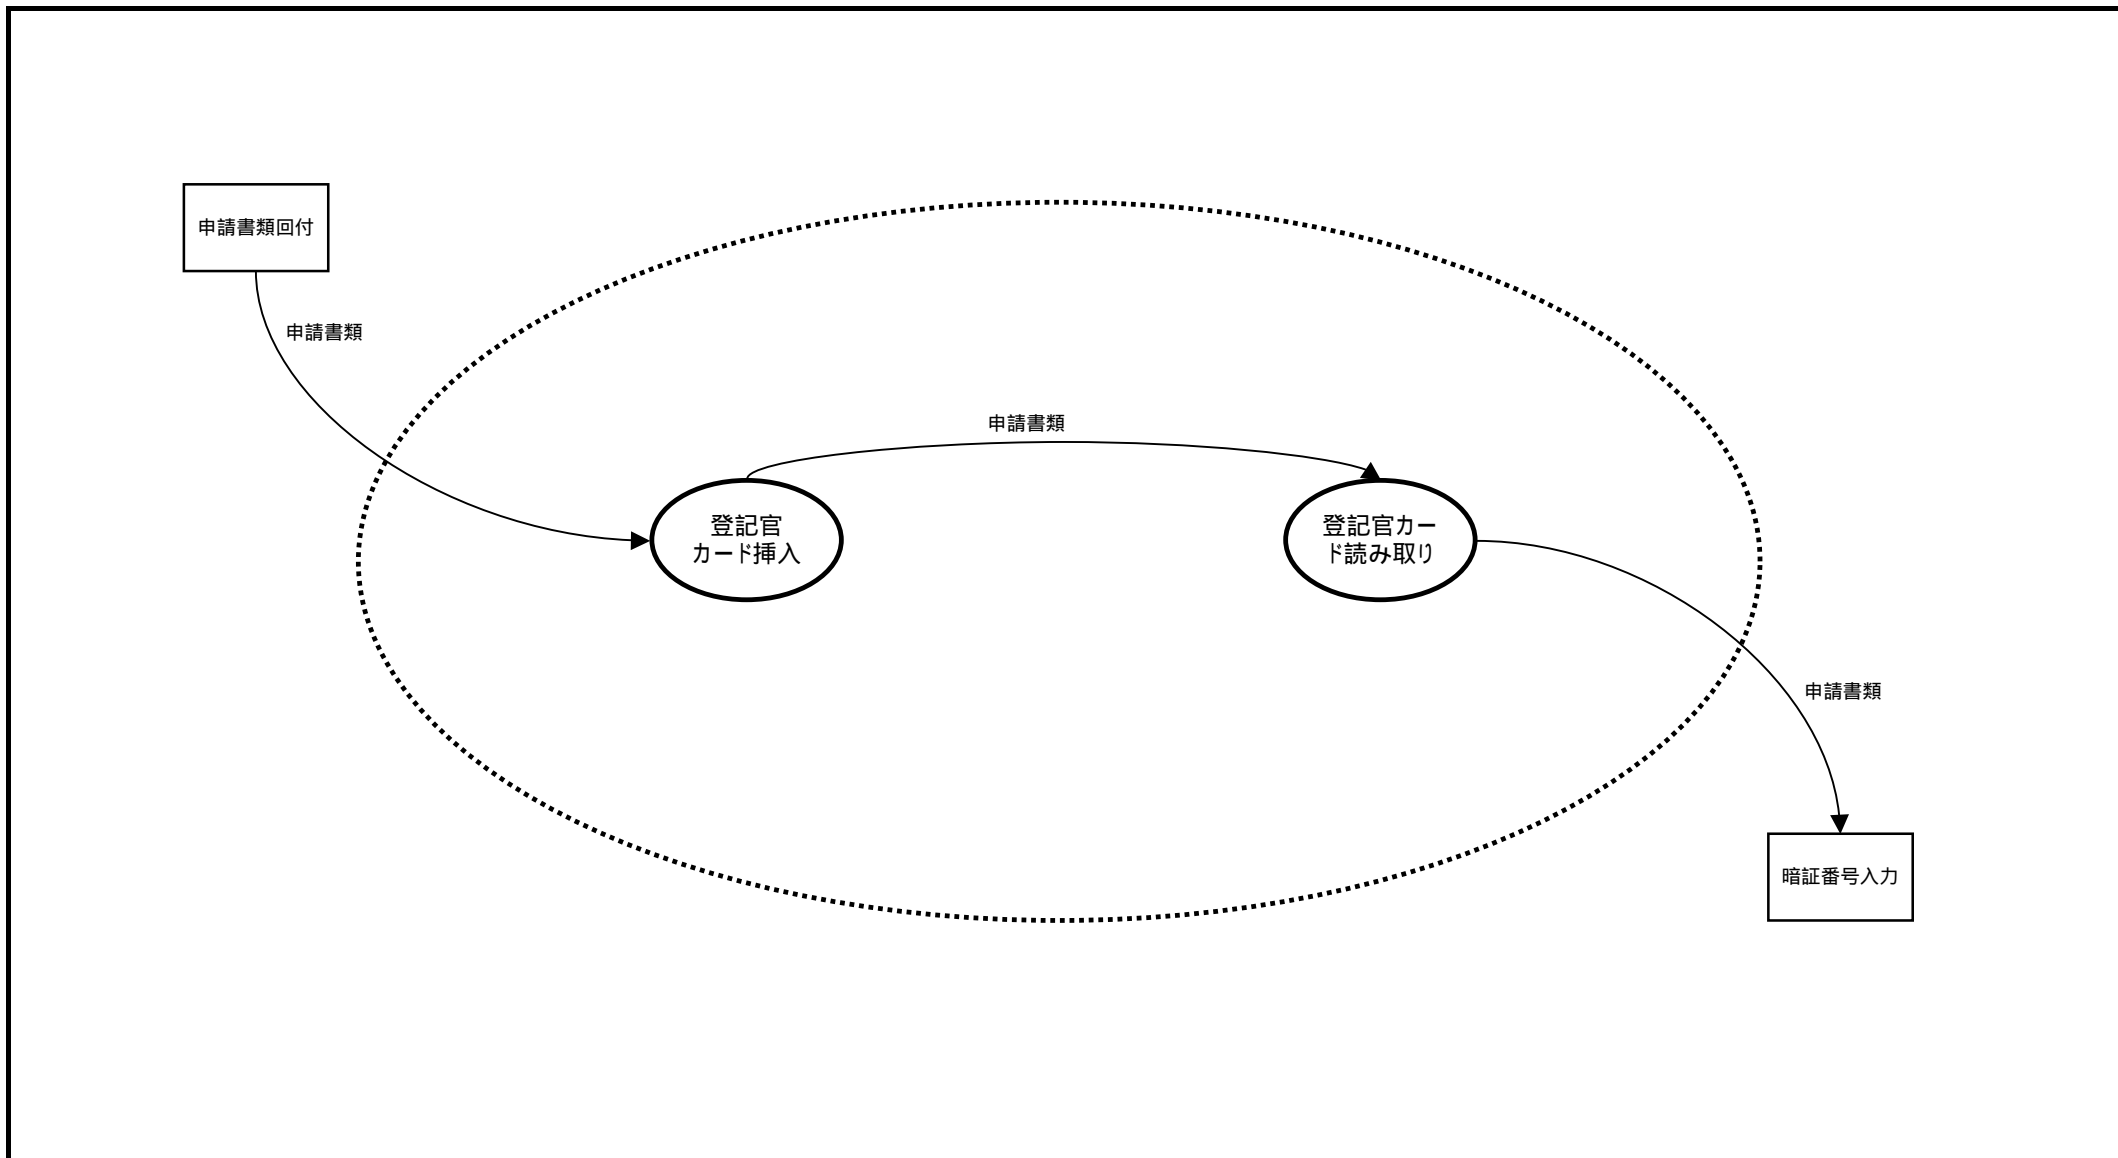 申請書類回付
申請書類
申請書類
登記官
カード挿入
登記官カー
ド読み取り
申請書類
暗証番号入力